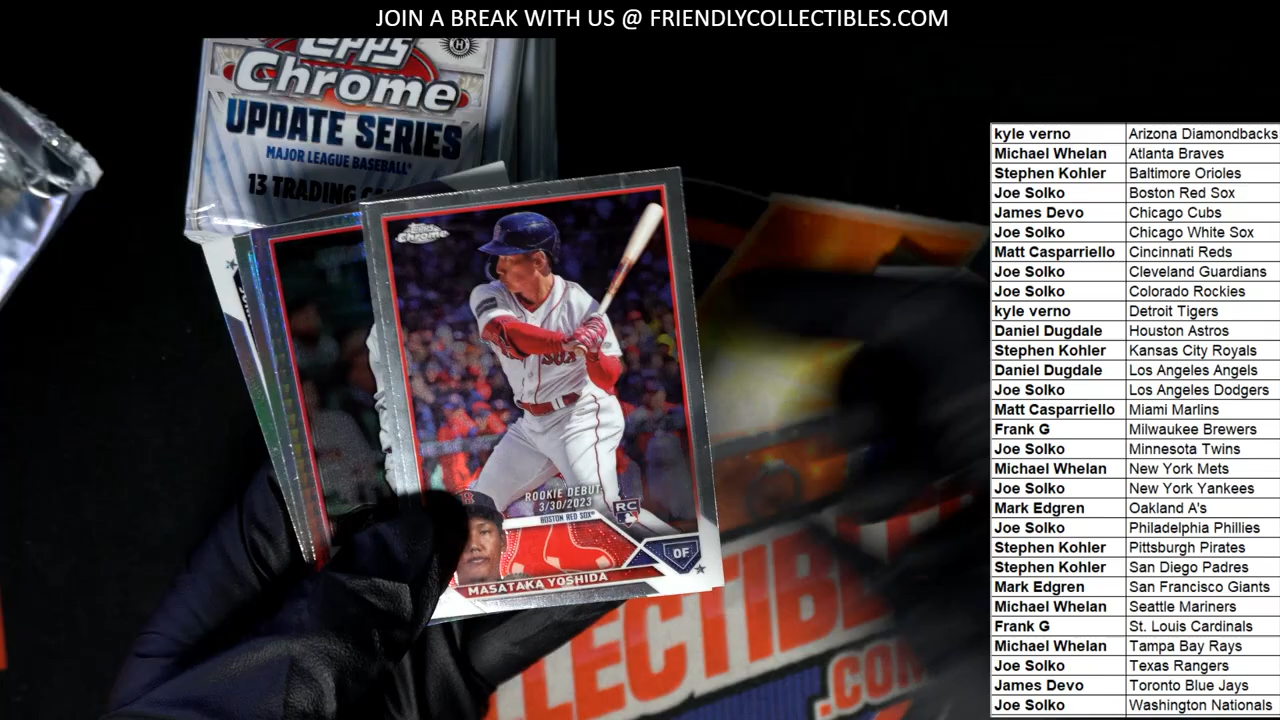 JOIN A BREAK WITH US @ FRIENDLYCOLLECTIBLES.COM
Chrome
UPDATE SERIES
MAJOR LEAGUE BASEBALL
13 TRADING
Topps
Chrome
SOX
ROOKIE DEBUT
3/30/2023
RC
BOSTON RED SOX
OF
MASATAKA YOSHIDA
LECTIBL
.COM
kyle verno Arizona Diamondbacks
Michael Whelan Atlanta Braves
Stephen Kohler Baltimore Orioles
Joe Solko Boston Red Sox
James Devo Chicago Cubs
Joe Solko Chicago White Sox
Matt Casparriello Cincinnati Reds
Joe Solko Cleveland Guardians
Joe Solko Colorado Rockies
kyle verno Detroit Tigers
Daniel Dugdale Houston Astros
Stephen Kohler Kansas City Royals
Daniel Dugdale Los Angeles Angels
Joe Solko Los Angeles Dodgers
Matt Casparriello Miami Marlins
Frank G Milwaukee Brewers
Joe Solko Minnesota Twins
Michael Whelan New York Mets
Joe Solko New York Yankees
Mark Edgren Oakland A's
Joe Solko Philadelphia Phillies
Stephen Kohler Pittsburgh Pirates
Stephen Kohler San Diego Padres
Mark Edgren San Francisco Giants
Michael Whelan Seattle Mariners
Frank G St. Louis Cardinals
Michael Whelan Tampa Bay Rays
Joe Solko Texas Rangers
James Devo Toronto Blue Jays
Joe Solko Washington Nationals